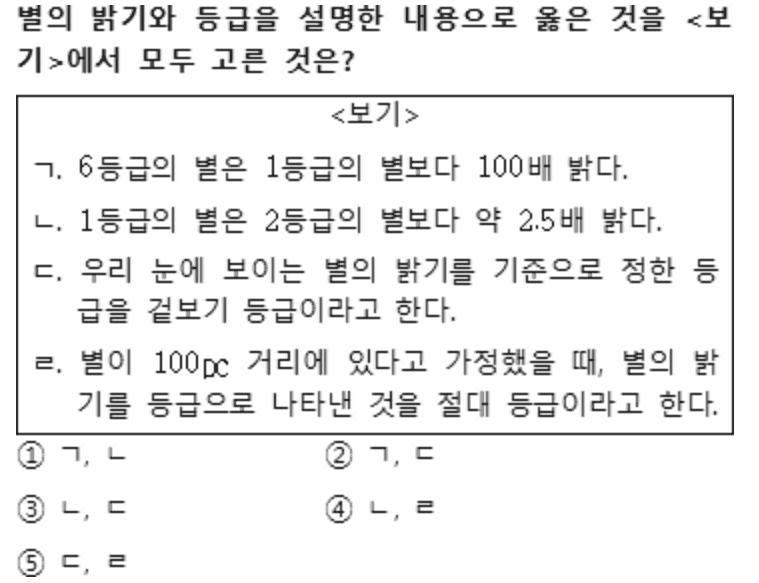 별의 밝기와 등급을 설명한 내용으로 옳은 것을 <보
기>에서 모두 고른 것은?
<보기>
ㄱ. 6등급의 별은 1등급의 별보다 100배 밝다.
ㄴ. 1등급의 별은 2등급의 별보다 약 2.5배 밝다.
ㄷ. 우리 눈에 보이는 별의 밝기를 기준으로 정한 등
급을 겉보기 등급이라고 한다.
ㄹ. 별이 100pc 거리에 있다고 가정했을 때, 별의 밝
기를 등급으로 나타낸 것을 절대 등급이라고 한다.
① ㄱ, ㄴ ② ㄱ, ㄷ
③ ㄴ, ㄷ ④ ㄴ, ㄹ
⑤ ㄷ, ㄹ